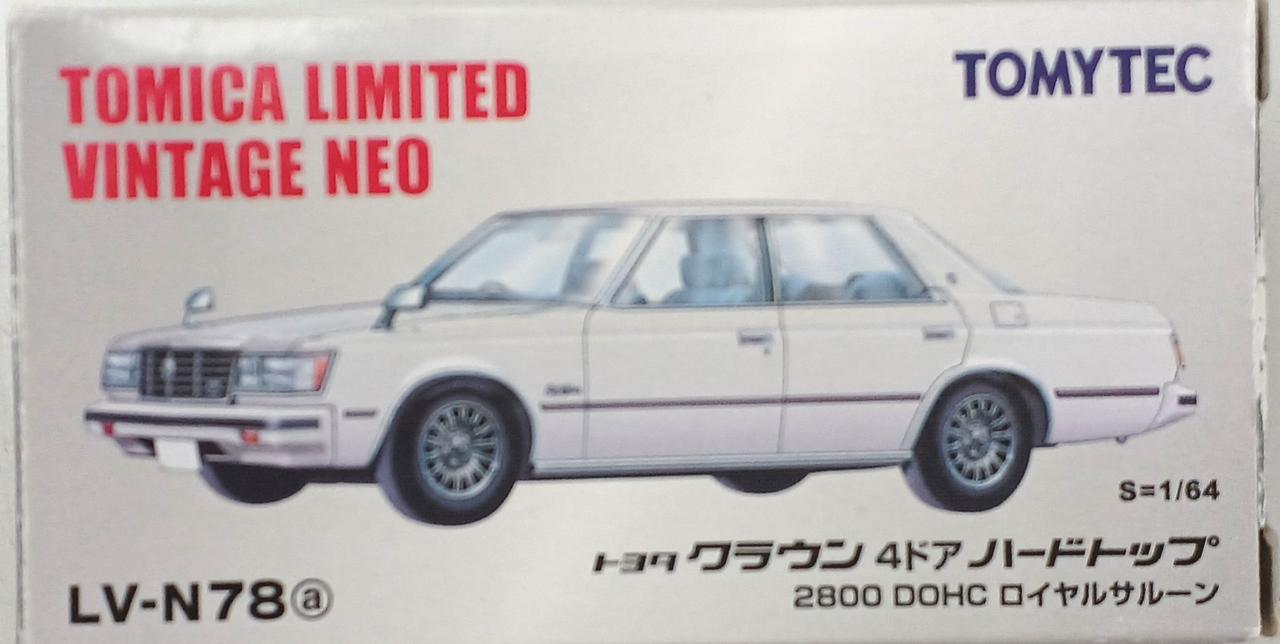 TOMICA LIMITED
VINTAGE NEO
TOMYTEC
S=1/64
トヨタ クラウン 4ドア ハードトップ
2800 DOHC ロイヤルサルーン
LV-N78ⓐ